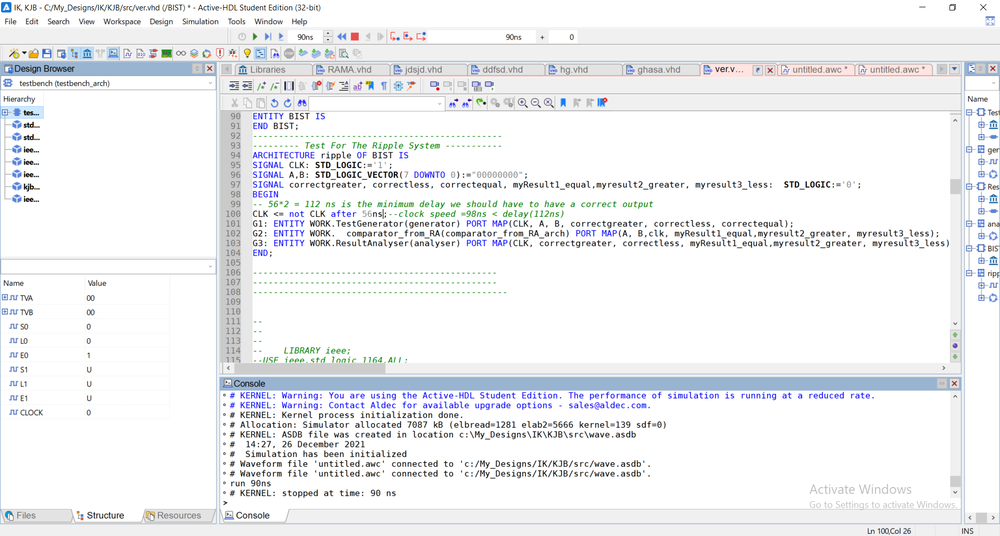 IK, KJB - C:/My_Designs/IK/KJB/src/ver.vhd (/BIST) * - Active-HDL Student Edition (32-bit)
File Edit Search View Workspace Design Simulation Tools Window Help
90ns 90ns + 0
Design Browser
Libraries RAMA.vhd jdsjd.vhd ddfsd.vhd hg.vhd ghasa.vhd ver.v... untitled.awc * untitled.awc *
testbench (testbench_arch)
Hierarchy
tes...
std...
std...
iee...
iee...
iee...
kjb...
iee...
Name Value
TVA 00
TVB 00
S0 0
L0 0
E0 1
S1 U
L1 U
E1 U
CLOCK 0
Files Structure Resources
90 ENTITY BIST IS
91 END BIST;
92 ------------------------------------------------
93 --------- Test For The Ripple System -----------
94 ARCHITECTURE ripple OF BIST IS
95 SIGNAL CLK: STD_LOGIC:='1';
96 SIGNAL A,B: STD_LOGIC_VECTOR(7 DOWNTO 0):="00000000";
97 SIGNAL correctgreater, correctless, correctequal, myResult1_equal,myresult2_greater, myresult3_less:  STD_LOGIC:='0';
98 BEGIN
99 -- 56*2 = 112 ns is the minimum delay we should have to have a correct output
100 CLK <= not CLK after 56ns;--clock speed =98ns < delay(112ns)
101 G1: ENTITY WORK.TestGenerator(generator) PORT MAP(CLK, A, B, correctgreater, correctless, correctequal);
102 G2: ENTITY WORK.  comparator_from_RA(comparator_from_RA_arch) PORT MAP(A, B,clk, myResult1_equal,myresult2_greater, myresult3_less);
103 G3: ENTITY WORK.ResultAnalyser(analyser) PORT MAP(CLK, correctgreater, correctless, myResult1_equal,myresult2_greater, myresult3_less)
104 END;
105
106 -----------------------------------------------
107 -----------------------------------------------
108 -------------------------------------------------
109
110
111 --
112 --
113 --
114 --    LIBRARY ieee;
115 --USE ieee.std_logic_1164.ALL;
Console
# KERNEL: Warning: You are using the Active-HDL Student Edition. The performance of simulation is running at a reduced rate.
# KERNEL: Warning: Contact Aldec for available upgrade options - sales@aldec.com.
# KERNEL: Kernel process initialization done.
# Allocation: Simulator allocated 7087 kB (elbread=1281 elab2=5666 kernel=139 sdf=0)
# KERNEL: ASDB file was created in location c:\My_Designs\IK\KJB\src\wave.asdb
#  14:27, 26 December 2021
#  Simulation has been initialized
# Waveform file 'untitled.awc' connected to 'c:/My_Designs/IK/KJB/src/wave.asdb'.
# Waveform file 'untitled.awc' connected to 'c:/My_Designs/IK/KJB/src/wave.asdb'.
run 90ns
# KERNEL: stopped at time: 90 ns
>
Console
Name
Test
ger
Res
ana
BIS
ripp
Activate Windows
Go to Settings to activate Windows.
Ln 100,Col 26 INS